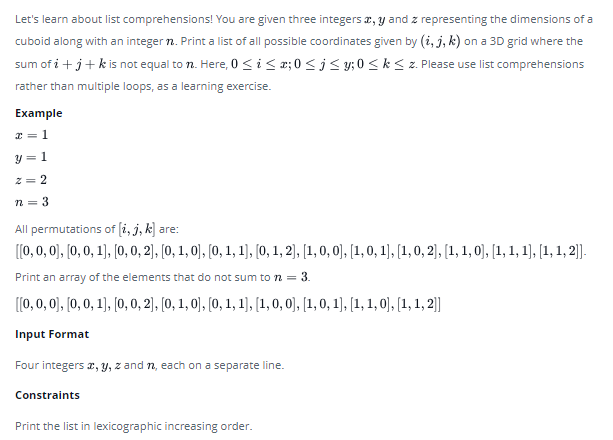 Let's learn about list comprehensions! You are given three integers x, y and z representing the dimensions of a
cuboid along with an integer n. Print a list of all possible coordinates given by (i, j, k) on a 3D grid where the
sum of i + j + k is not equal to n. Here, 0 ≤ i ≤ x; 0 ≤ j ≤ y; 0 ≤ k ≤ z. Please use list comprehensions
rather than multiple loops, as a learning exercise.
Example
x = 1
y = 1
z = 2
n = 3
All permutations of [i, j, k] are:
[[0, 0, 0], [0, 0, 1], [0, 0, 2], [0, 1, 0], [0, 1, 1], [0, 1, 2], [1, 0, 0], [1, 0, 1], [1, 0, 2], [1, 1, 0], [1, 1, 1], [1, 1, 2]].
Print an array of the elements that do not sum to n = 3.
[[0, 0, 0], [0, 0, 1], [0, 0, 2], [0, 1, 0], [0, 1, 1], [1, 0, 0], [1, 0, 1], [1, 1, 0], [1, 1, 2]]
Input Format
Four integers x, y, z and n, each on a separate line.
Constraints
Print the list in lexicographic increasing order.